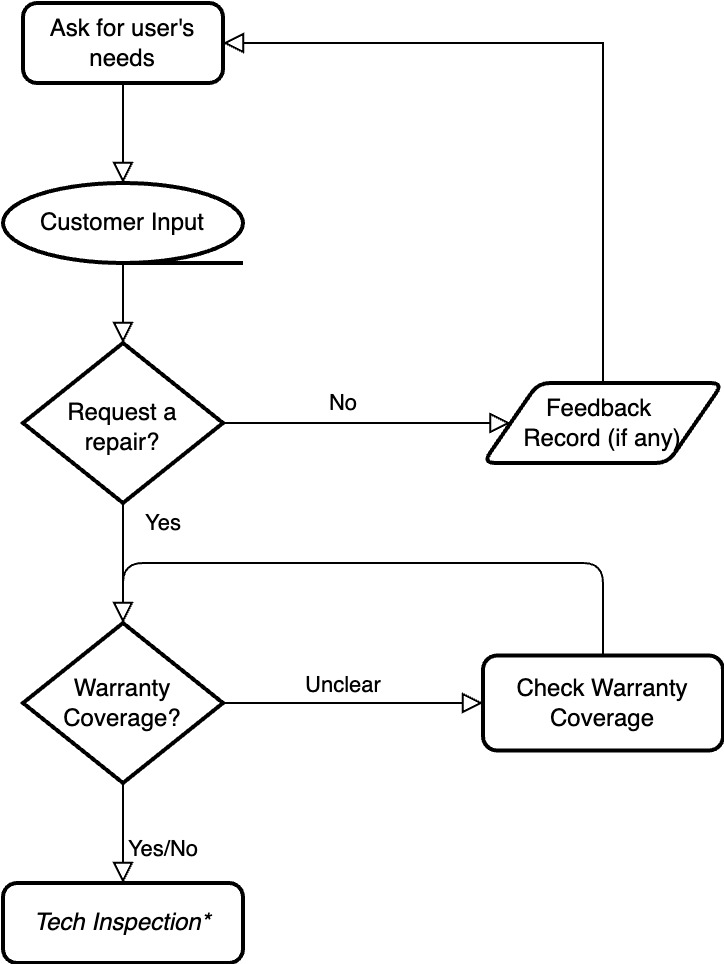 Ask for user's
needs
Customer Input
Request a
repair?
No
Feedback
Record (if any)
Yes
Warranty
Coverage?
Unclear
Check Warranty
Coverage
Yes/No
Tech Inspection*